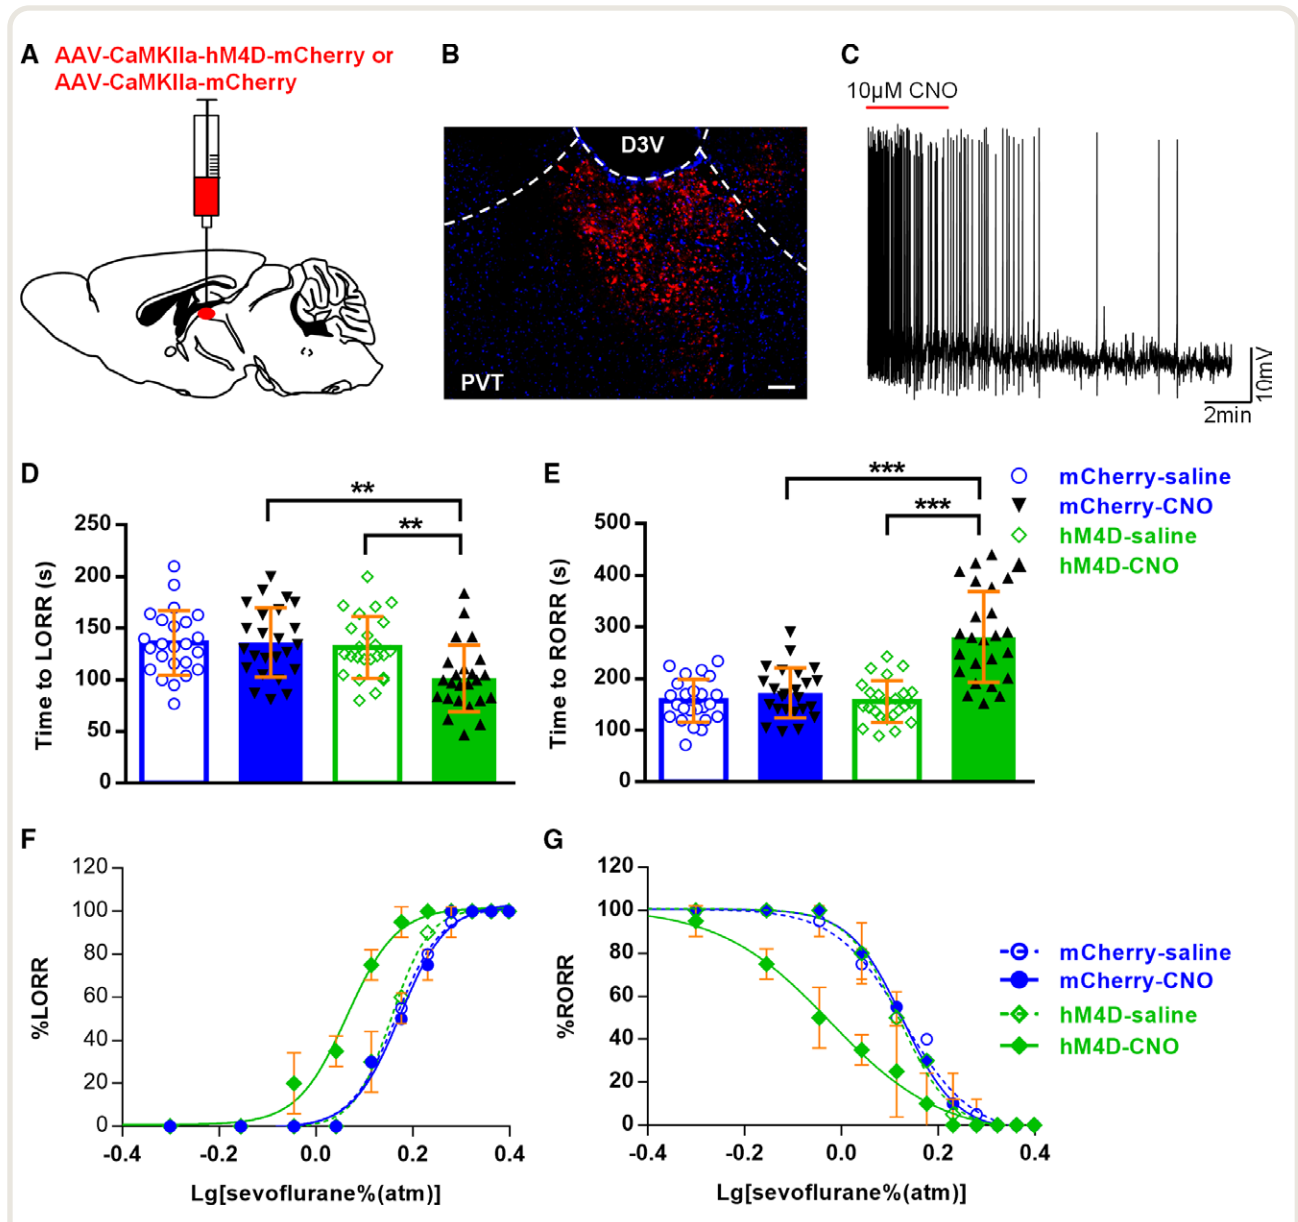 A
AAV-CaMKIIa-hM4D-mCherry or
AAV-CaMKIIa-mCherry
B
D3V
PVT
C
10µM CNO
10mV
2min
D
**
**
250
200
150
100
50
0
Time to LORR (s)
E
***
***
500
400
300
200
100
0
Time to RORR (s)
mCherry-saline
mCherry-CNO
hM4D-saline
hM4D-CNO
F
120
100
80
60
40
20
0
%LORR
-0.4 -0.2 0.0 0.2 0.4
Lg[sevoflurane%(atm)]
G
120
100
80
60
40
20
0
%RORR
-0.4 -0.2 0.0 0.2 0.4
Lg[sevoflurane%(atm)]
mCherry-saline
mCherry-CNO
hM4D-saline
hM4D-CNO